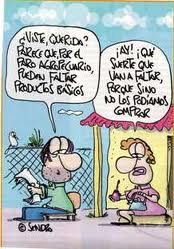 ¿VISTE, QUERIDA?
PARECE QUE, POR EL
PARO AGROPECUARIO,
PUEDEN FALTAR
PRODUCTOS BÁSICOS
¡AY! ¡QUÉ
SUERTE QUE
VAN A FALTAR,
PORQUE SINO
NO LOS PODÍAMOS
COMPRAR
© SENDRA